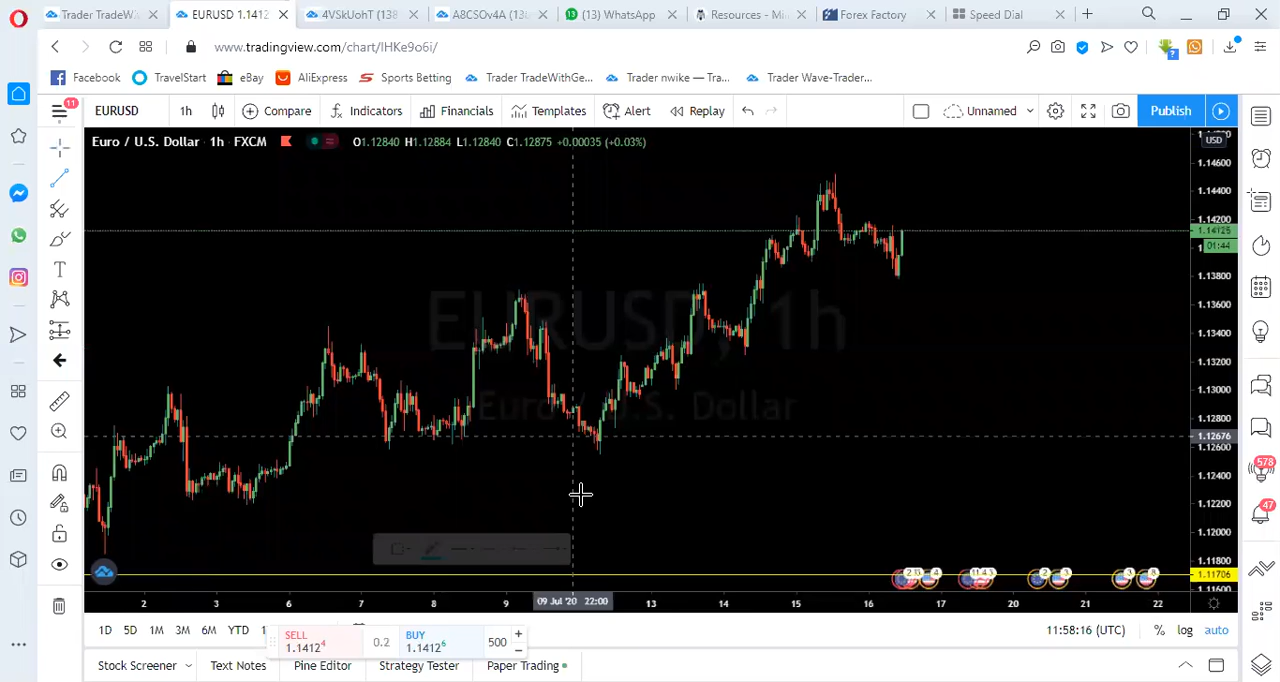 Trader TradeW
EURUSD 1.1412
4VSkUohT (138
A8CSOv4A (13
(13) WhatsApp
Resources - Mi
Forex Factory
Speed Dial
www.tradingview.com/chart/IHKe9o6i/
Facebook
TravelStart
eBay
AliExpress
Sports Betting
Trader TradeWithGe...
Trader nwike — Tra...
Trader Wave-Trader...
11
EURUSD
1h
Compare
Indicators
Financials
Templates
Alert
Replay
Unnamed
Publish
Euro / U.S. Dollar · 1h · FXCM
O1.12840 H1.12884 L1.12840 C1.12875 +0.00035 (+0.03%)
USD
1.14600
1.14400
1.14200
1.14125
01:44
1.13800
1.13600
1.13400
1.13200
1.13000
1.12800
1.12676
1.12600
1.12400
1.12200
1.12000
1.11800
1.11706
EURUSD, 1h
Euro / U.S. Dollar
578
47
2 3 6 7 8 9 09 Jul '20 22:00 13 14 15 16 17 20 21 22
1D 5D 1M 3M 6M YTD
11:58:16 (UTC)
% log auto
SELL
1.1412⁴
0.2
BUY
1.1412⁶
500
Stock Screener
Text Notes
Pine Editor
Strategy Tester
Paper Trading